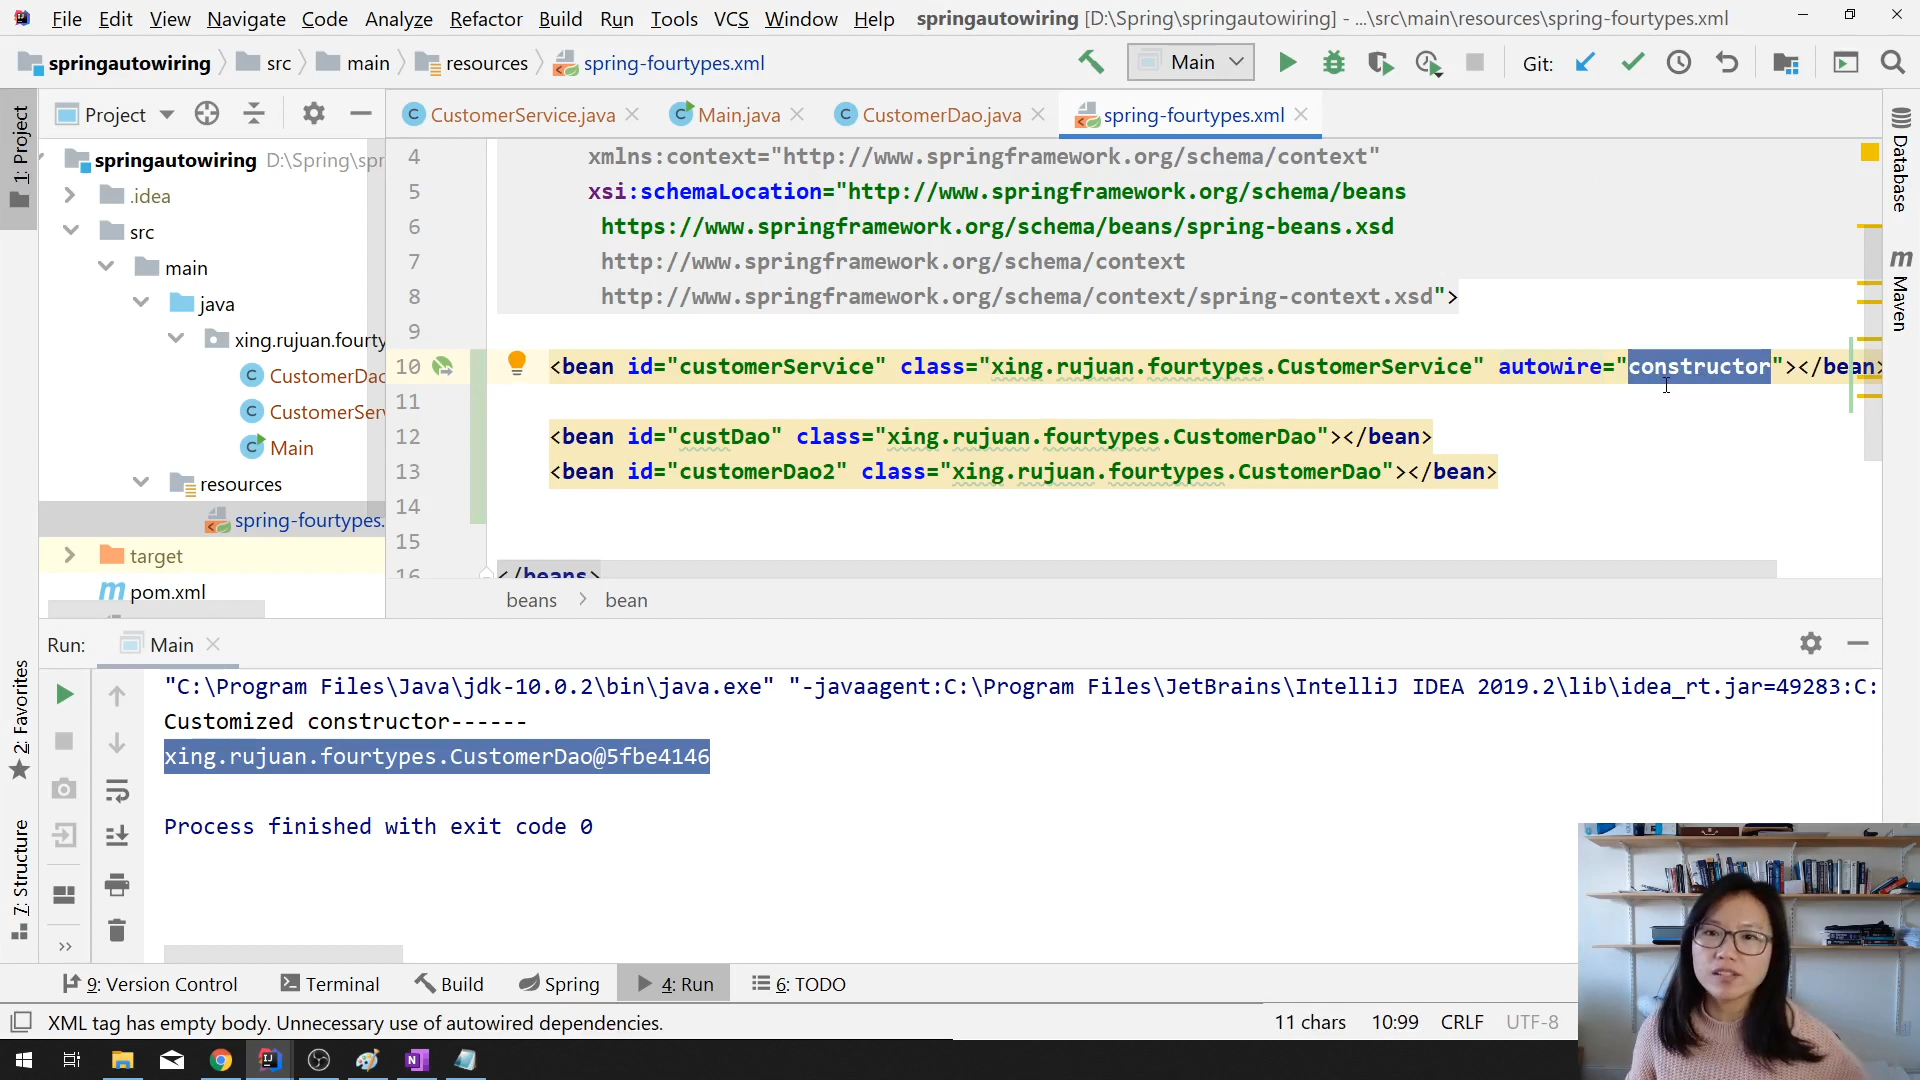 File Edit View Navigate Code Analyze Refactor Build Run Tools VCS Window Help springautowiring [D:\Spring\springautowiring] - ...\src\main\resources\spring-fourtypes.xml
springautowiring src main resources spring-fourtypes.xml Main Git:
1: Project
Project
CustomerService.java Main.java CustomerDao.java spring-fourtypes.xml
springautowiring D:\Spring\spr
.idea
src
main
java
xing.rujuan.fourty
CustomerDao
CustomerSer
Main
resources
spring-fourtypes.
target
pom.xml
4 xmlns:context="http://www.springframework.org/schema/context"
5 xsi:schemaLocation="http://www.springframework.org/schema/beans
6 https://www.springframework.org/schema/beans/spring-beans.xsd
7 http://www.springframework.org/schema/context
8 http://www.springframework.org/schema/context/spring-context.xsd">
9
10 <bean id="customerService" class="xing.rujuan.fourtypes.CustomerService" autowire="constructor"></bean>
11
12 <bean id="custDao" class="xing.rujuan.fourtypes.CustomerDao"></bean>
13 <bean id="customerDao2" class="xing.rujuan.fourtypes.CustomerDao"></bean>
14
15
16 </beans>
beans bean
Database
Maven
Run: Main
"C:\Program Files\Java\jdk-10.0.2\bin\java.exe" "-javaagent:C:\Program Files\JetBrains\IntelliJ IDEA 2019.2\lib\idea_rt.jar=49283:C:
Customized constructor------
xing.rujuan.fourtypes.CustomerDao@5fbe4146
Process finished with exit code 0
2: Favorites
7: Structure
9: Version Control Terminal Build Spring 4: Run 6: TODO
XML tag has empty body. Unnecessary use of autowired dependencies. 11 chars 10:99 CRLF UTF-8